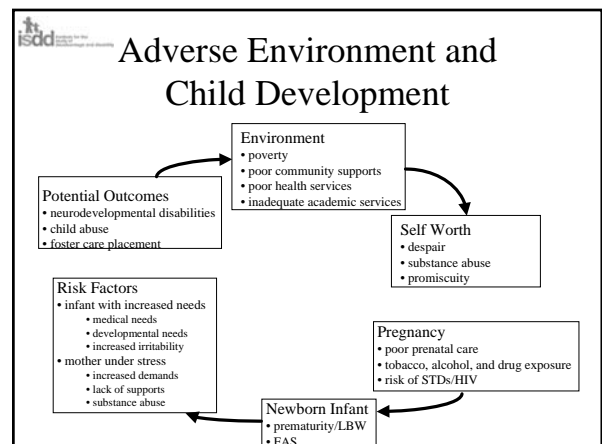 isdd
Adverse Environment and
Child Development
Environment
• poverty
• poor community supports
• poor health services
• inadequate academic services
Potential Outcomes
• neurodevelopmental disabilities
• child abuse
• foster care placement
Self Worth
• despair
• substance abuse
• promiscuity
Risk Factors
• infant with increased needs
• medical needs
• developmental needs
• increased irritability
• mother under stress
• increased demands
• lack of supports
• substance abuse
Pregnancy
• poor prenatal care
• tobacco, alcohol, and drug exposure
• risk of STDs/HIV
Newborn Infant
• prematurity/LBW
• FAS